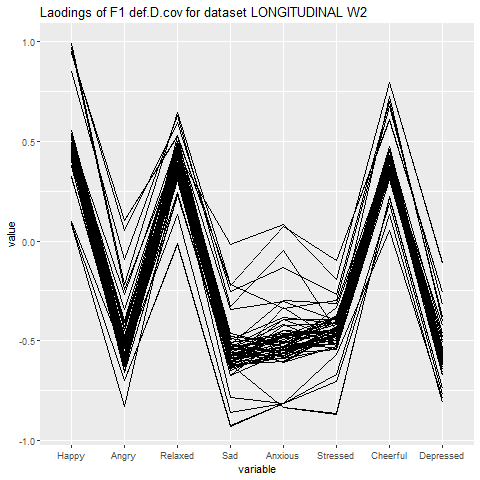 Laodings of F1 def.D.cov for dataset LONGITUDINAL W2
1.0
0.5
0.0
-0.5
-1.0
value
Happy Angry Relaxed Sad Anxious Stressed Cheerful Depressed
variable